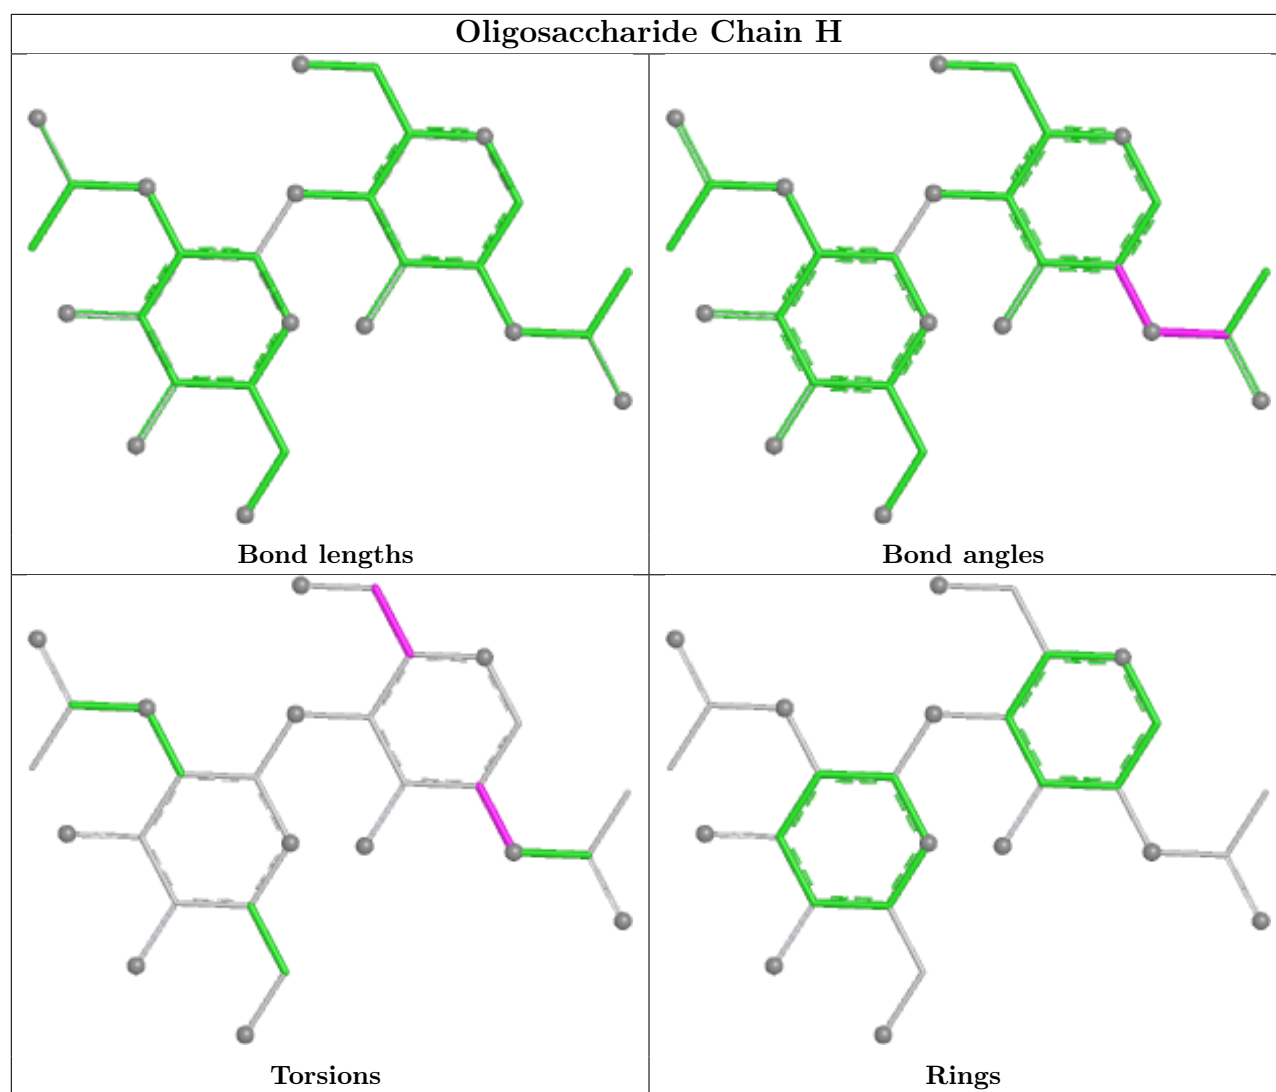 Oligosaccharide Chain H
Bond lengths
Bond angles
Torsions
Rings